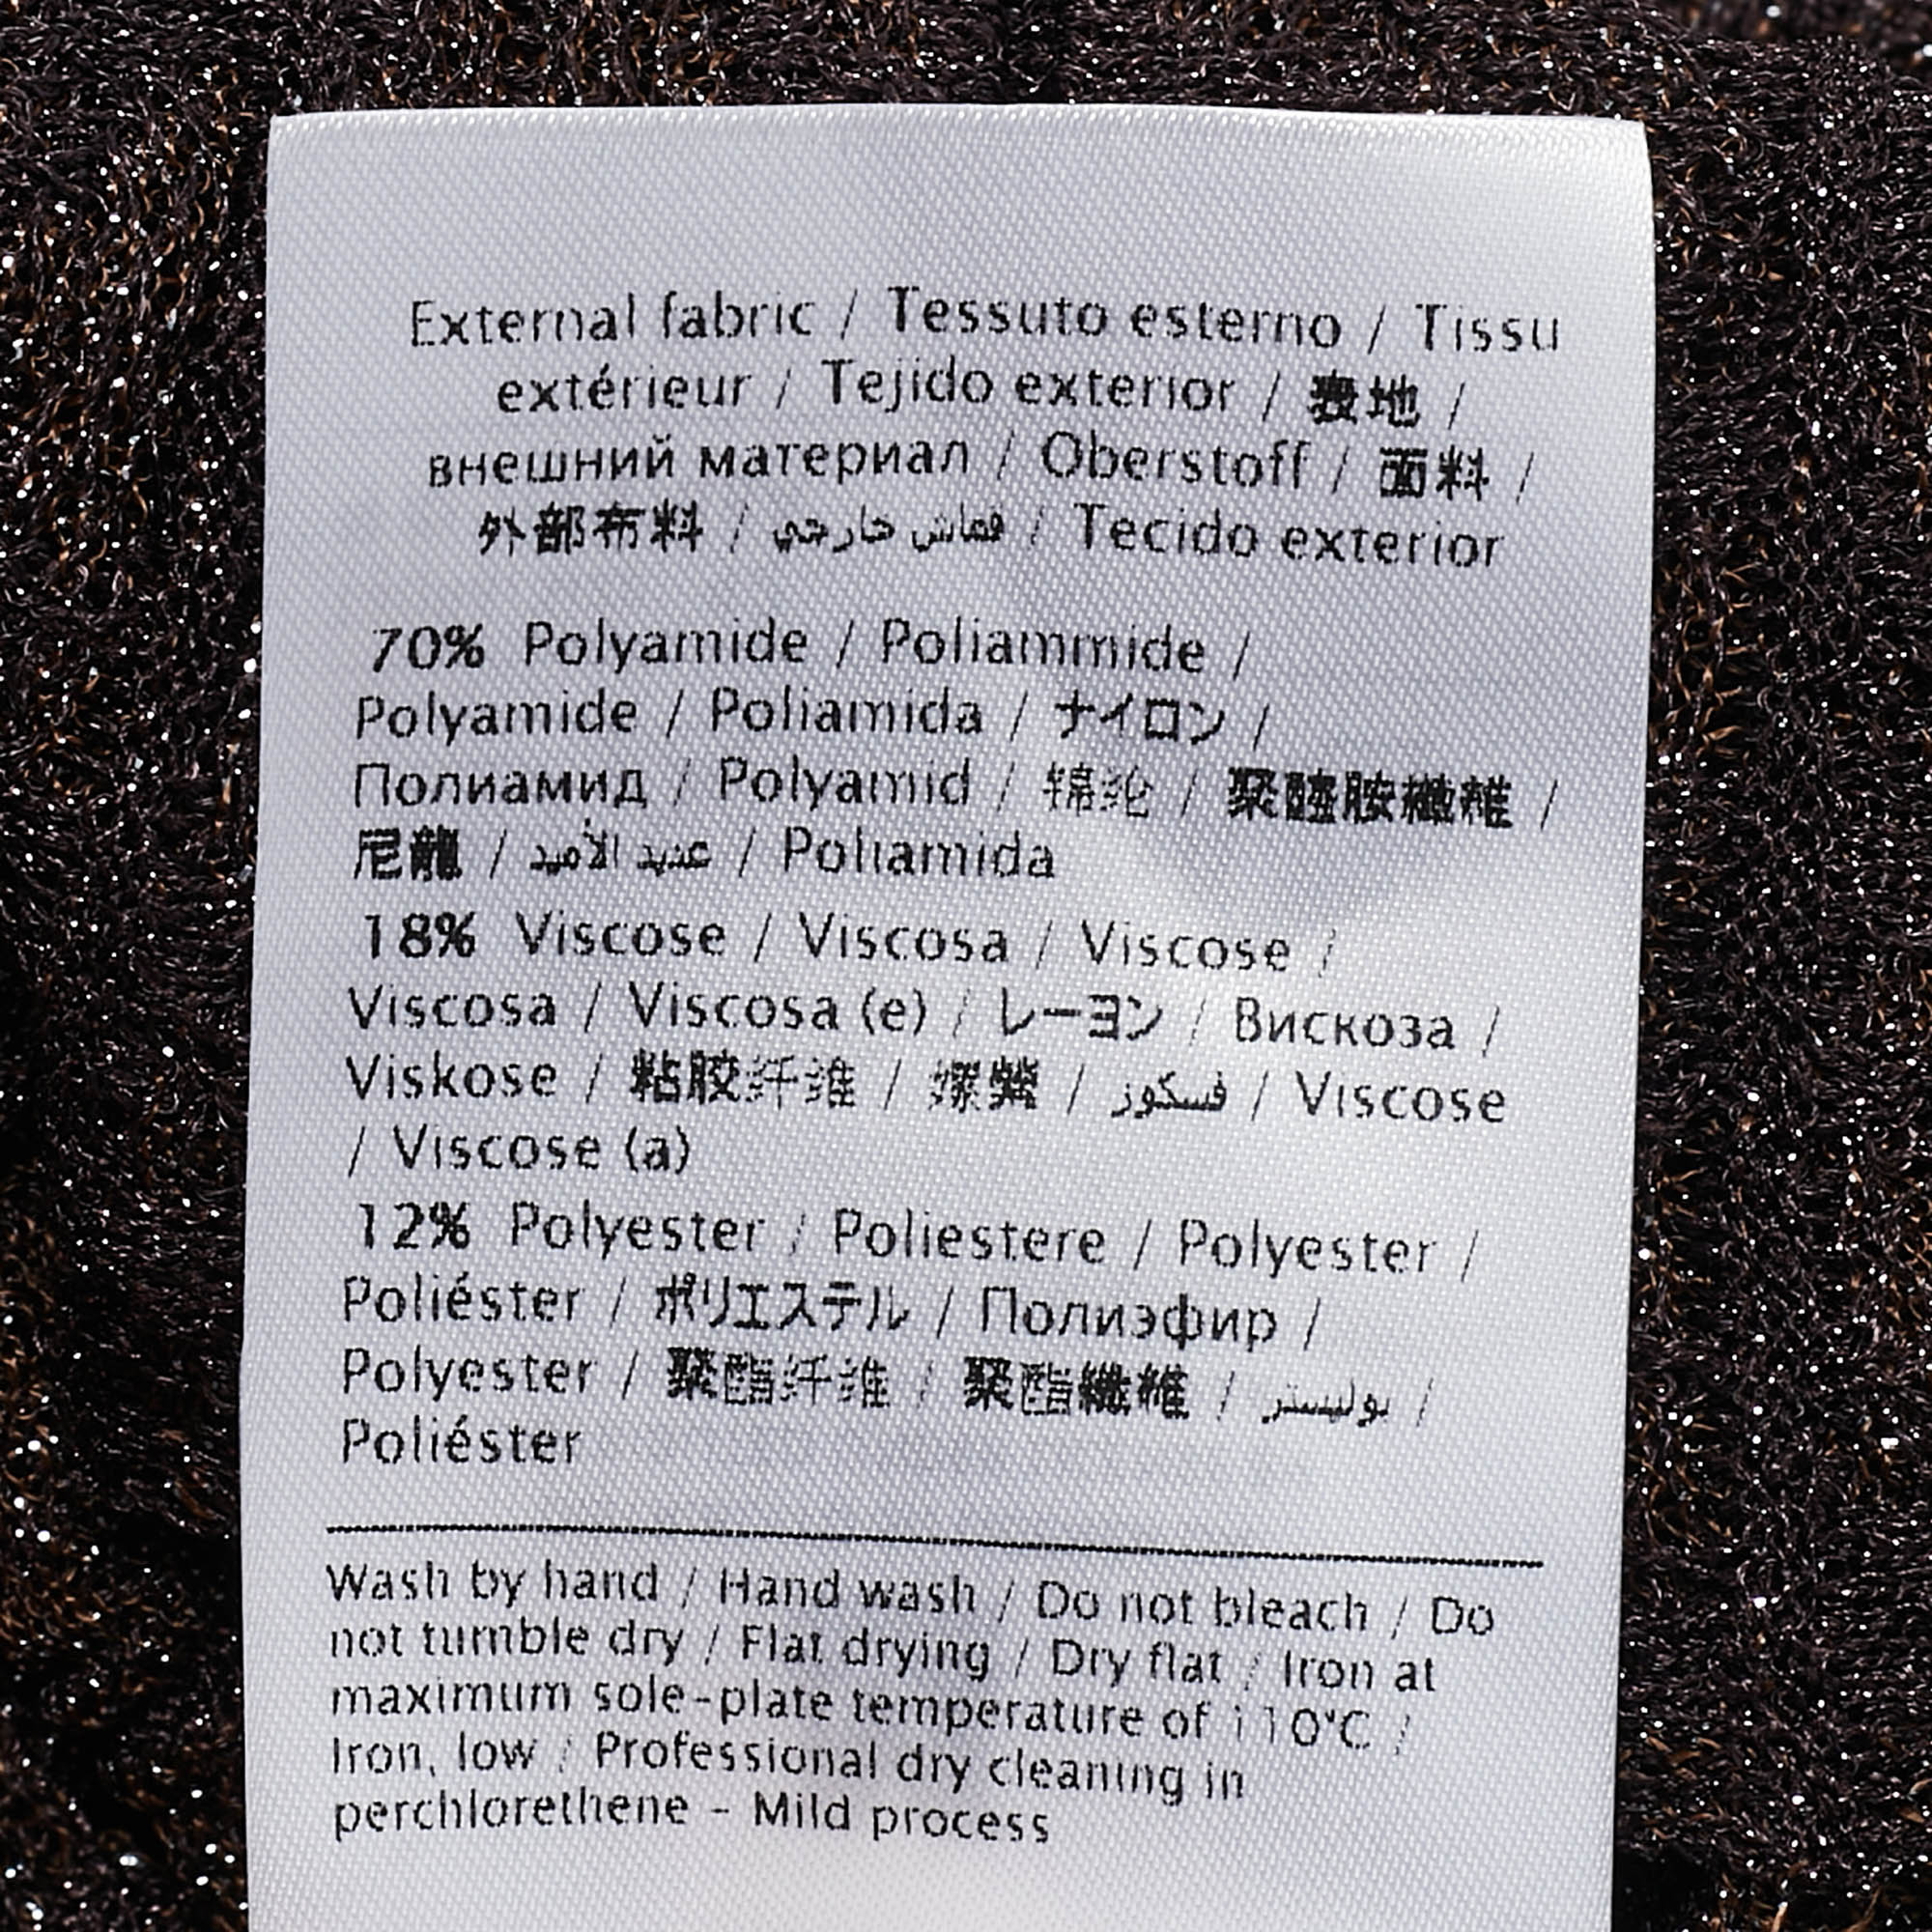 External fabric / Tessuto esterno / Tissu
extérieur / Tejido exterior / 表地 /
внешний материал / Oberstoff / 面料 /
外部布料 / قماش خارجي / Tecido exterior
70% Polyamide / Poliammide /
Polyamide / Poliamida / ナイロン /
Полиамид / Polyamid / 锦纶 / 聚醯胺纖維 /
尼龍 / عديد الأميد / Poliamida
18% Viscose / Viscosa / Viscose /
Viscosa / Viscosa (e) / レーヨン / Вискоза /
Viskose / 粘胶纤维 / 嫘縈 / فسكوز / Viscose
/ Viscose (a)
12% Polyester / Poliestere / Polyester /
Poliéster / ポリエステル / Полиэфир /
Polyester / 聚酯纤维 / 聚酯纖維 / بوليستر /
Poliéster
Wash by hand / Hand wash / Do not bleach / Do
not tumble dry / Flat drying / Dry flat / Iron at
maximum sole-plate temperature of 110°C /
Iron, low / Professional dry cleaning in
perchlorethene - Mild process